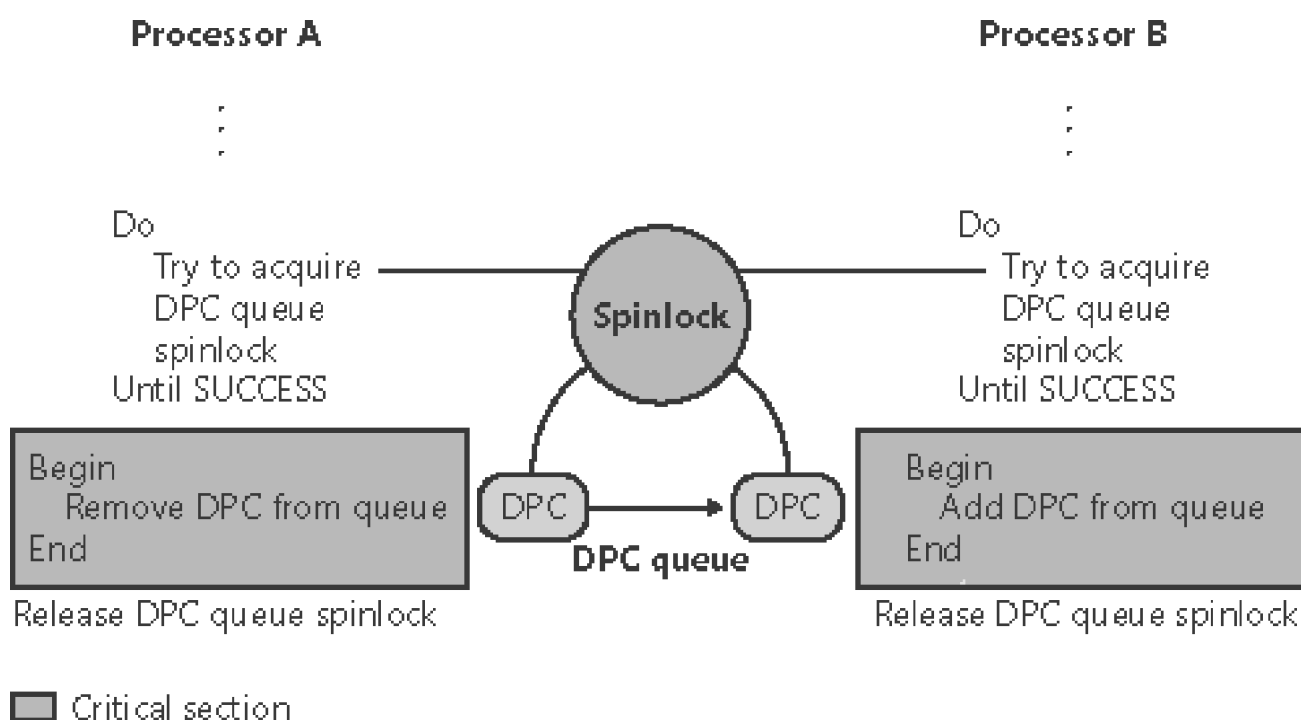 Processor A
Do
Try to acquire
DPC queue
spinlock
Until SUCCESS
Begin
Remove DPC from queue
End
Release DPC queue spinlock
Spinlock
DPC
DPC
DPC queue
Processor B
Do
Try to acquire
DPC queue
spinlock
Until SUCCESS
Begin
Add DPC from queue
End
Release DPC queue spinlock
Critical section